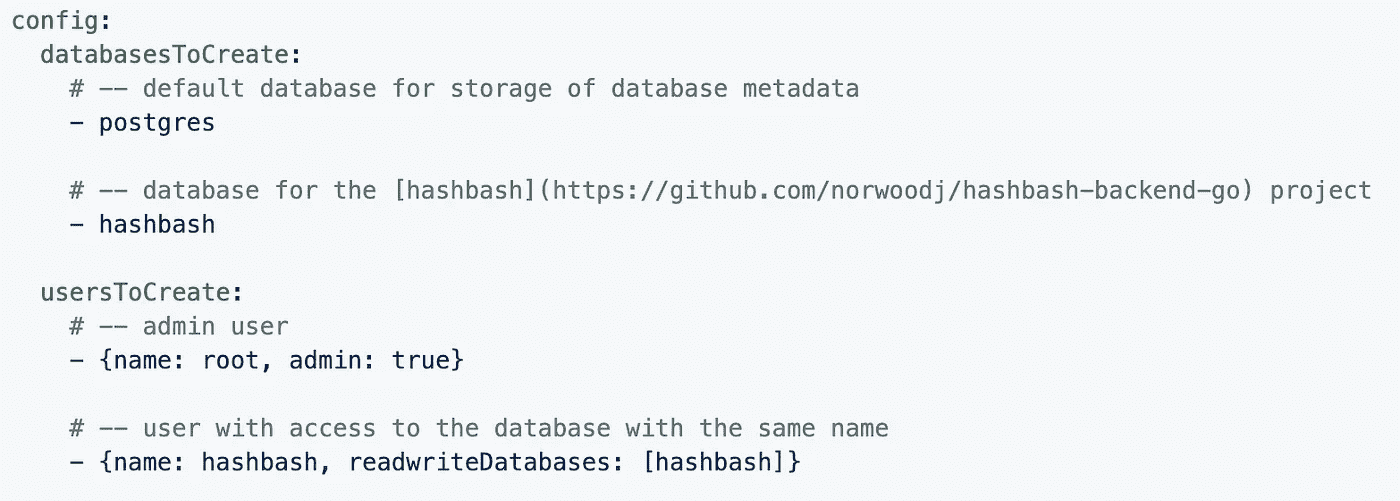 config:
  databasesToCreate:
    # -- default database for storage of database metadata
    - postgres

    # -- database for the [hashbash](https://github.com/norwoodj/hashbash-backend-go) project
    - hashbash

  usersToCreate:
    # -- admin user
    - {name: root, admin: true}

    # -- user with access to the database with the same name
    - {name: hashbash, readwriteDatabases: [hashbash]}